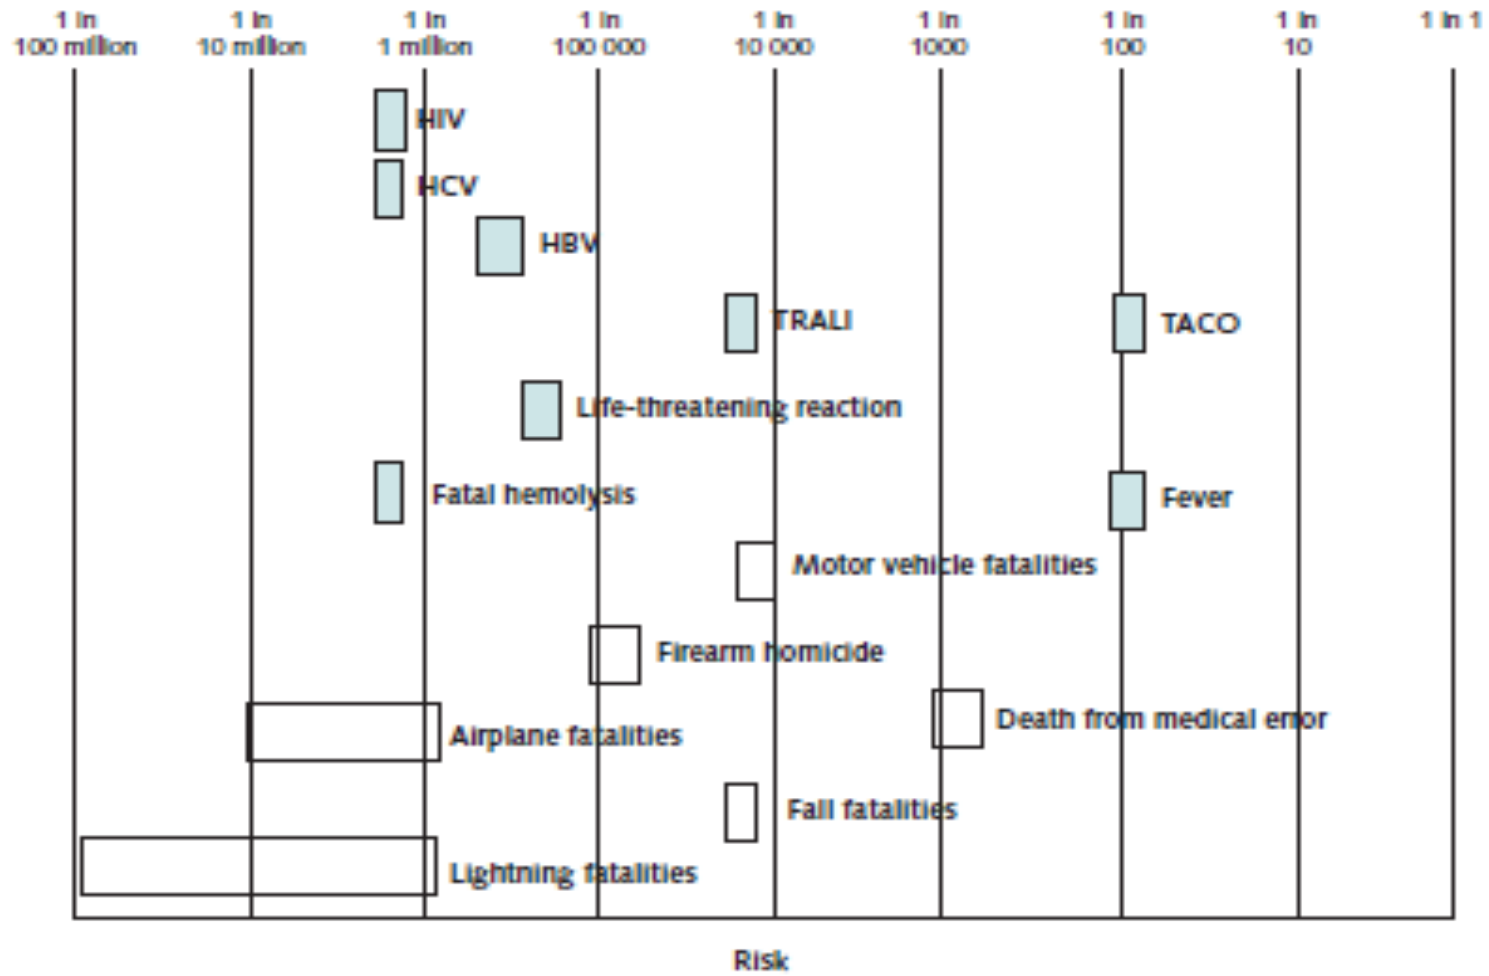 1 in 1 in 1 in 1 in 1 in 1 in 1 in 1 in 1 in 1
100 million 10 million 1 million 100 000 10 000 1000 100 10
HIV
HCV
HBV
TRALI
TACO
Life-threatening reaction
Fatal hemolysis
Fever
Motor vehicle fatalities
Firearm homicide
Death from medical error
Airplane fatalities
Fall fatalities
Lightning fatalities
Risk